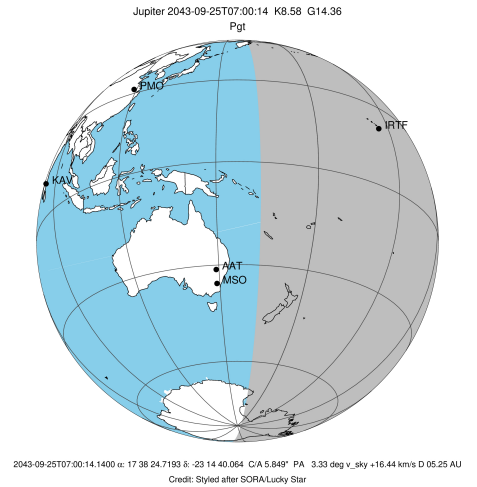 Jupiter 2043-09-25T07:00:14  K8.58  G14.36
Pgt
PMO
IRTF
KAV
AAT
MSO
2043-09-25T07:00:14.1400 α: 17 38 24.7193 δ: -23 14 40.064  C/A 5.849"  PA   3.33 deg v_sky +16.44 km/s D 05.25 AU
Credit: Styled after SORA/Lucky Star